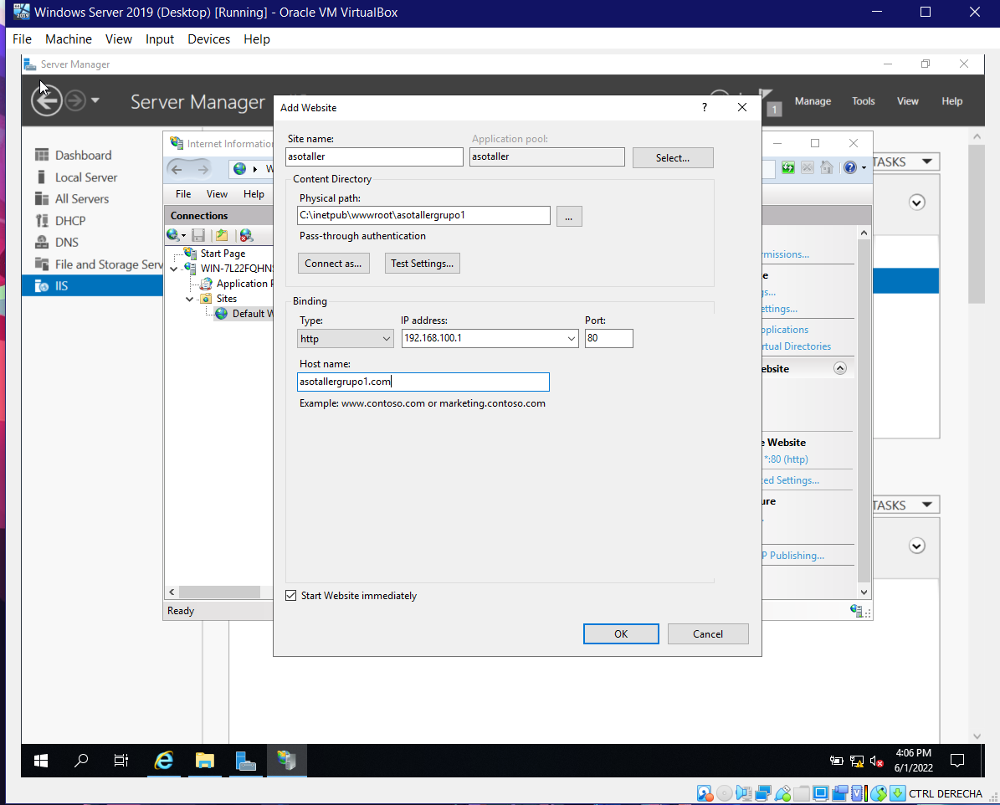 Windows Server 2019 (Desktop) [Running] - Oracle VM VirtualBox
File Machine View Input Devices Help
Server Manager
Server Manager
1
Manage Tools View Help
Dashboard
Local Server
All Servers
DHCP
DNS
File and Storage Serv
IIS
Internet Information
File View Help
Connections
Start Page
WIN-7L22FQHNS
Application P
Sites
Default W
Ready
Add Website
?
Site name:
asotaller
Application pool:
asotaller
Select...
Content Directory
Physical path:
C:\inetpub\wwwroot\asotallergrupo1
...
Pass-through authentication
Connect as...
Test Settings...
Binding
Type:
http
IP address:
192.168.100.1
Port:
80
Host name:
asotallergrupo1.com
Example: www.contoso.com or marketing.contoso.com
Start Website immediately
OK
Cancel
rmissions...
gs...
ettings...
pplications
rtual Directories
ebsite
e Website
*:80 (http)
ed Settings...
ure
P Publishing...
TASKS
TASKS
4:06 PM
6/1/2022
CTRL DERECHA